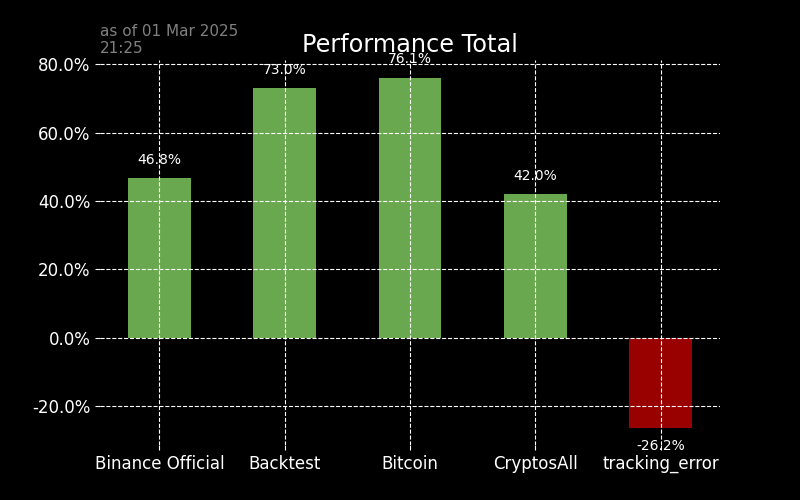 as of 01 Mar 2025
21:25
Performance Total
80.0%
60.0%
40.0%
20.0%
0.0%
-20.0%
46.8%
73.0%
76.1%
42.0%
-26.2%
Binance Official
Backtest
Bitcoin
CryptosAll
tracking_error